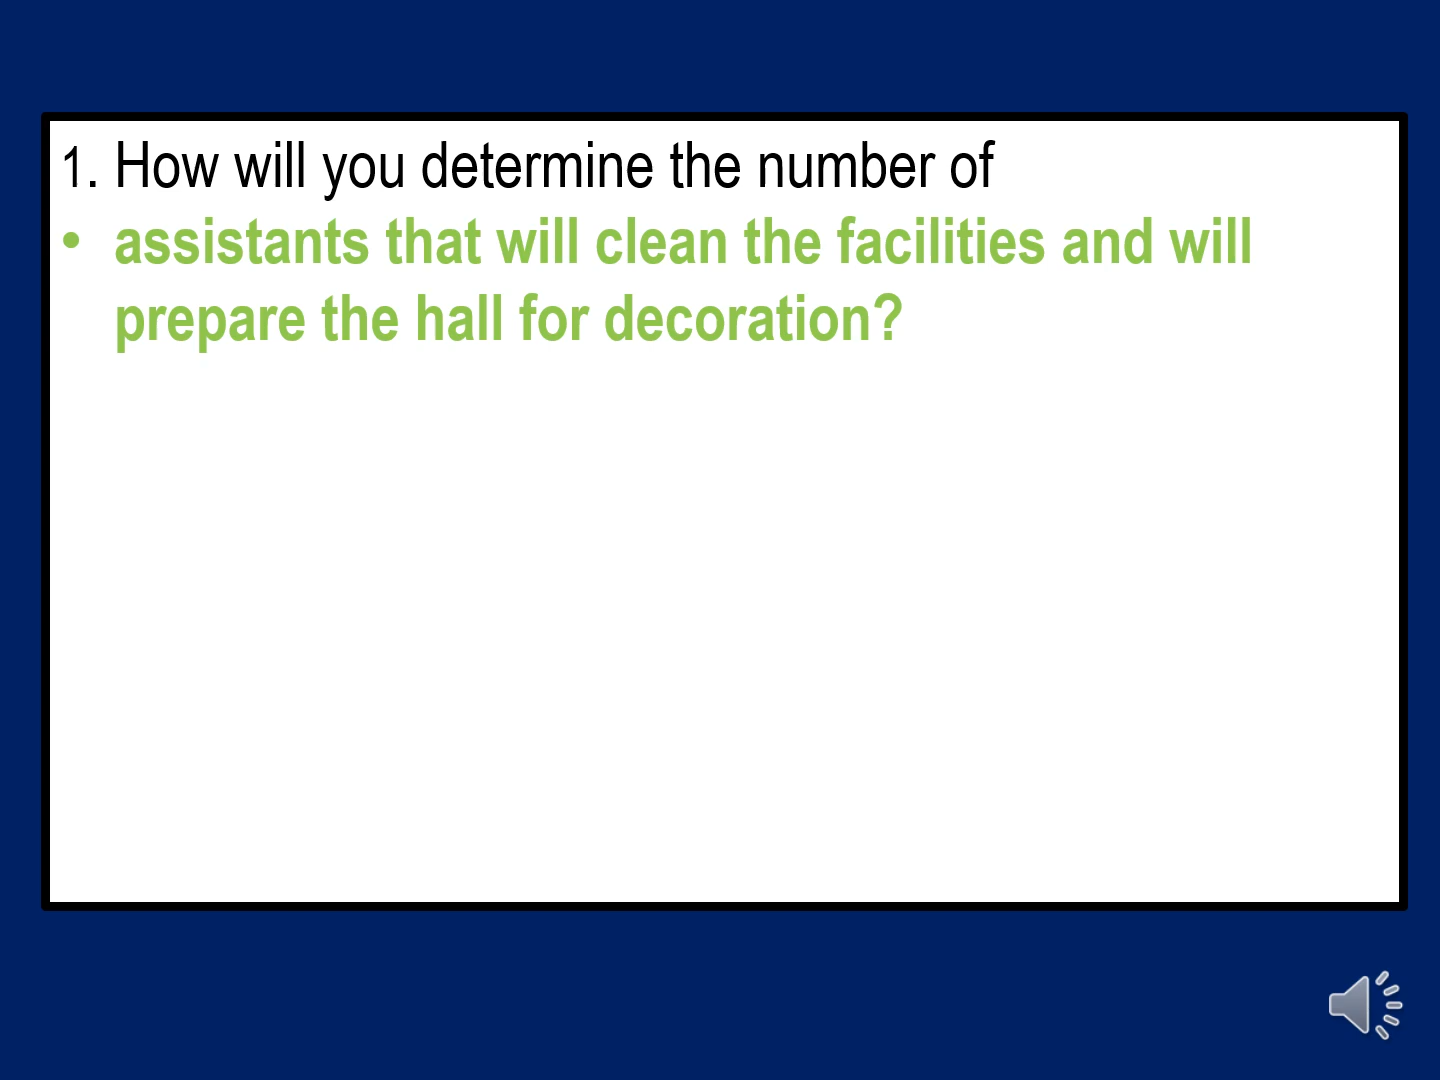 1. How will you determine the number of
• assistants that will clean the facilities and will
prepare the hall for decoration?